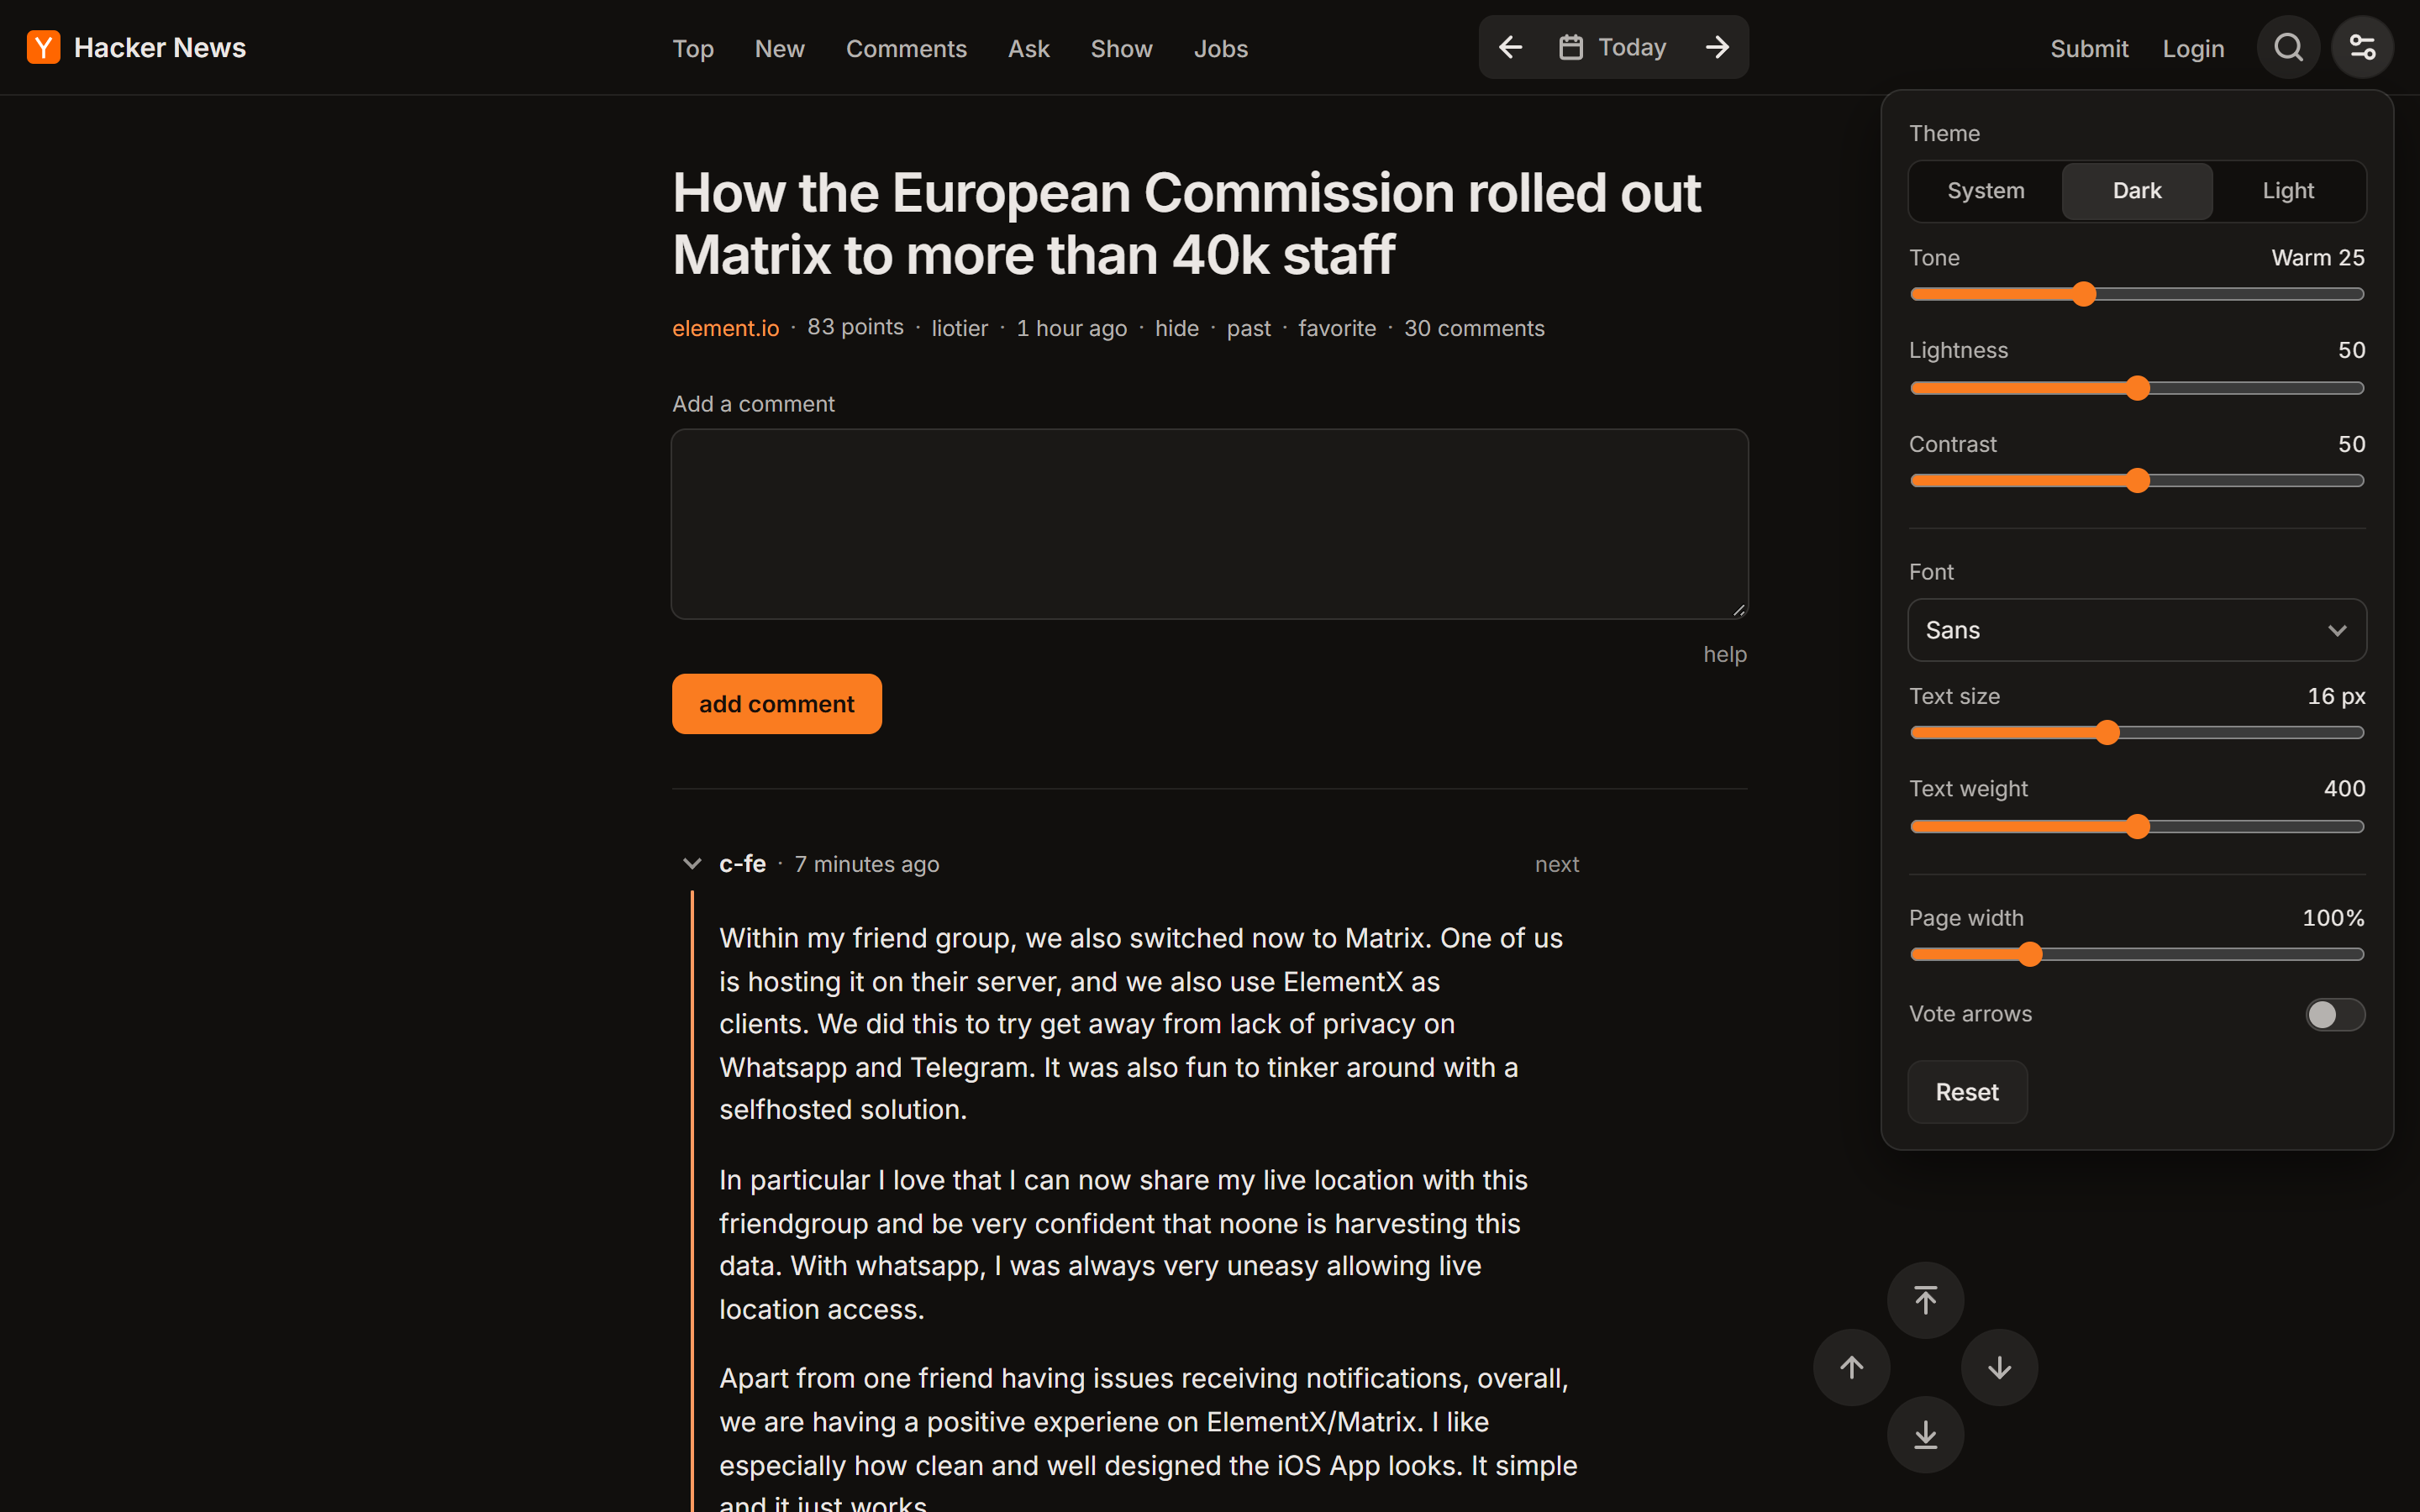 Y Hacker News
Top New Comments Ask Show Jobs
Today
Submit Login
How the European Commission rolled out
Matrix to more than 40k staff
element.io · 83 points · liotier · 1 hour ago · hide · past · favorite · 30 comments
Add a comment
help
add comment
c-fe · 7 minutes ago next
Within my friend group, we also switched now to Matrix. One of us
is hosting it on their server, and we also use ElementX as
clients. We did this to try get away from lack of privacy on
Whatsapp and Telegram. It was also fun to tinker around with a
selfhosted solution.
In particular I love that I can now share my live location with this
friendgroup and be very confident that noone is harvesting this
data. With whatsapp, I was always very uneasy allowing live
location access.
Apart from one friend having issues receiving notifications, overall,
we are having a positive experiene on ElementX/Matrix. I like
especially how clean and well designed the iOS App looks. It simple
and it just works.
Theme
System Dark Light
Tone Warm 25
Lightness 50
Contrast 50
Font
Sans
Text size 16 px
Text weight 400
Page width 100%
Vote arrows
Reset